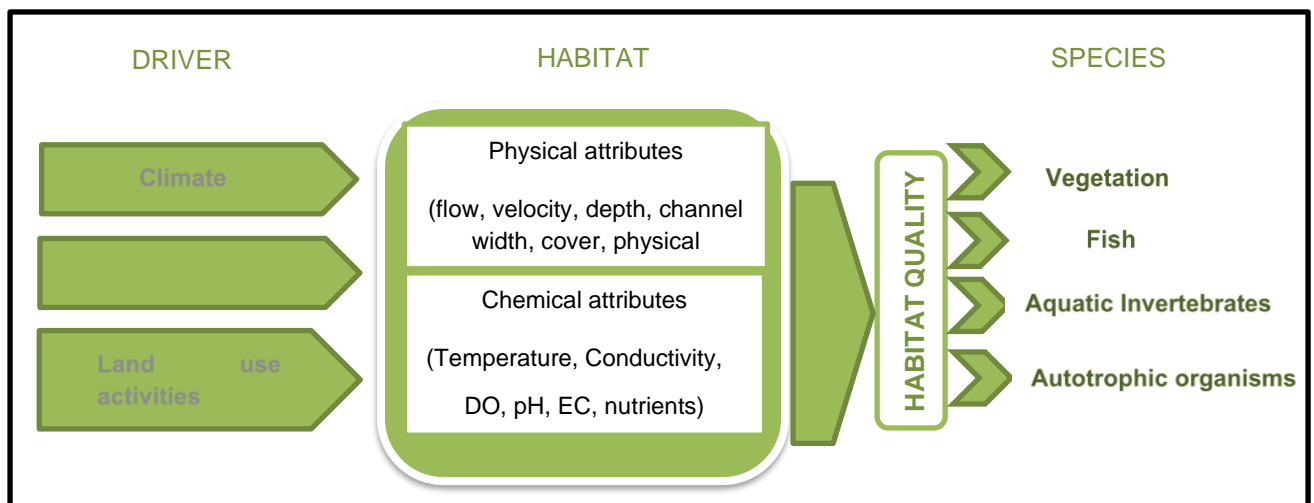 DRIVER
HABITAT
SPECIES
Climate
Land use
activities
Physical attributes
(flow, velocity, depth, channel
width, cover, physical
Chemical attributes
(Temperature, Conductivity,
DO, pH, EC, nutrients)
HABITAT QUALITY
Vegetation
Fish
Aquatic Invertebrates
Autotrophic organisms